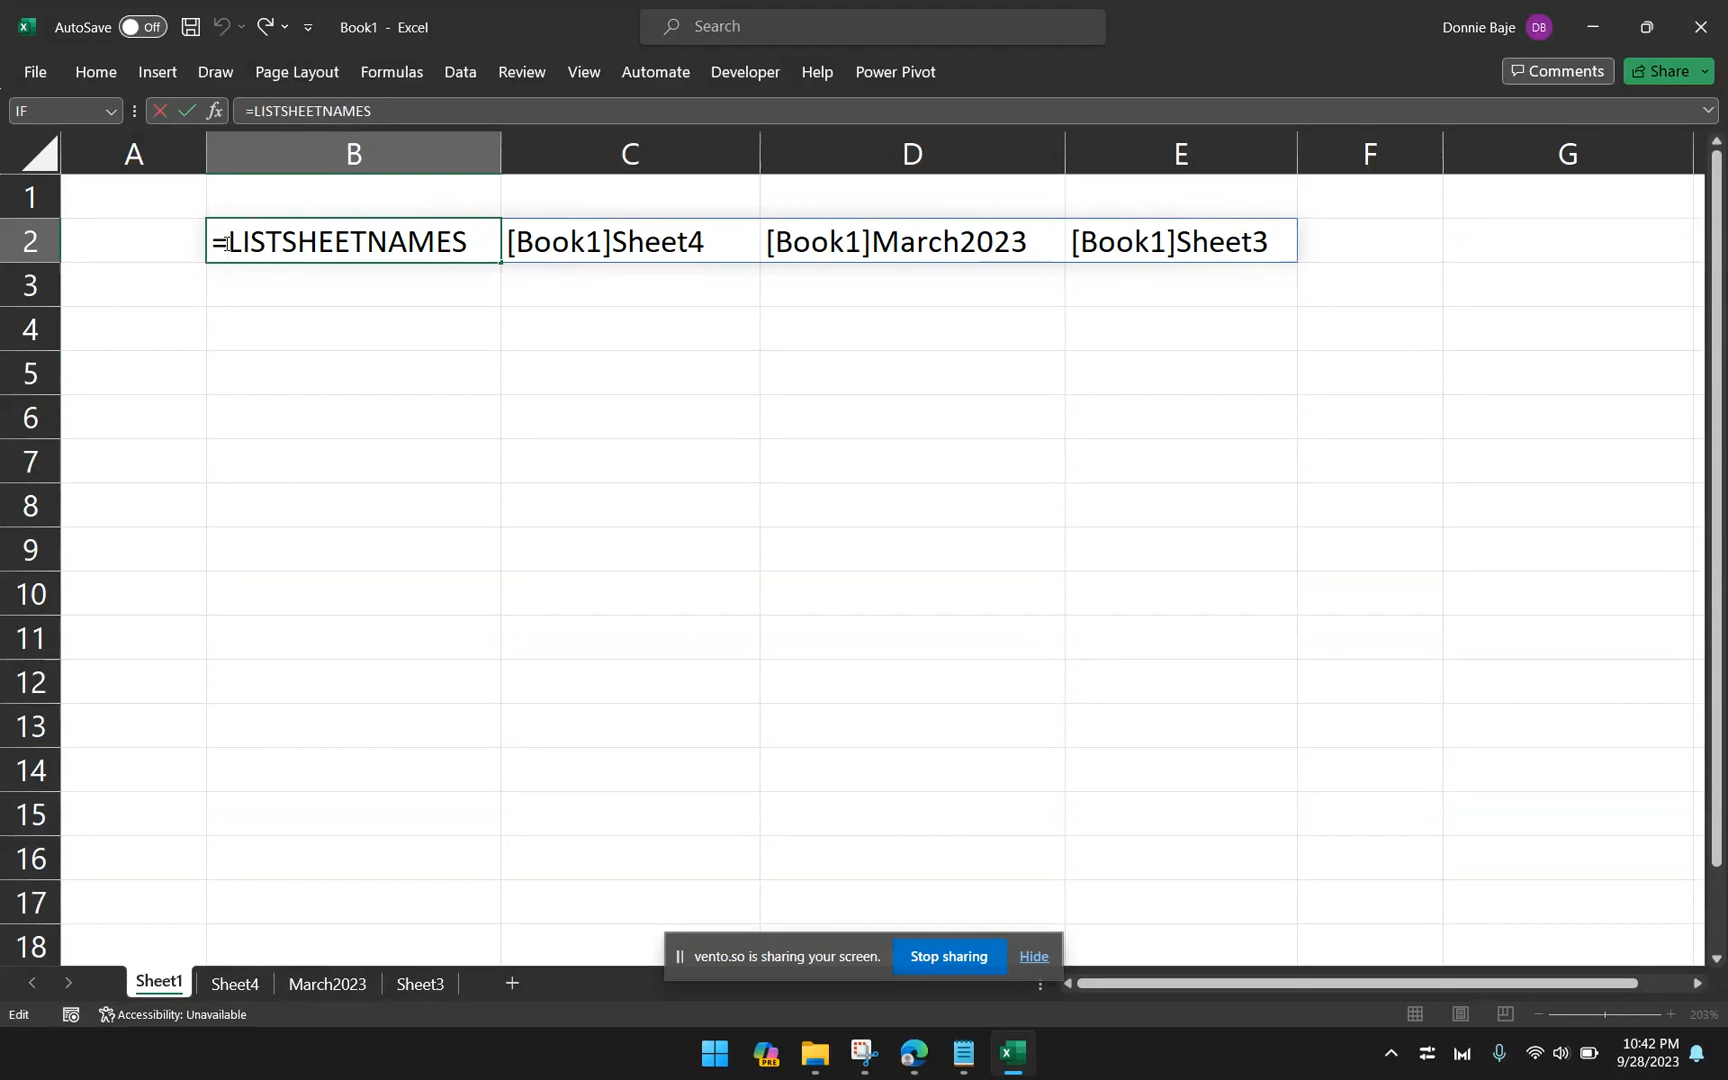 AutoSave Off Book1 - Excel Search Donnie Baje DB
File Home Insert Draw Page Layout Formulas Data Review View Automate Developer Help Power Pivot Comments Share
IF fx =LISTSHEETNAMES
A B C D E F G
1
2 =LISTSHEETNAMES [Book1]Sheet4 [Book1]March2023 [Book1]Sheet3
3
4
5
6
7
8
9
10
11
12
13
14
15
16
17
18
vento.so is sharing your screen. Stop sharing Hide
Sheet1 Sheet4 March2023 Sheet3
Edit Accessibility: Unavailable 203%
PRE
10:42 PM
9/28/2023